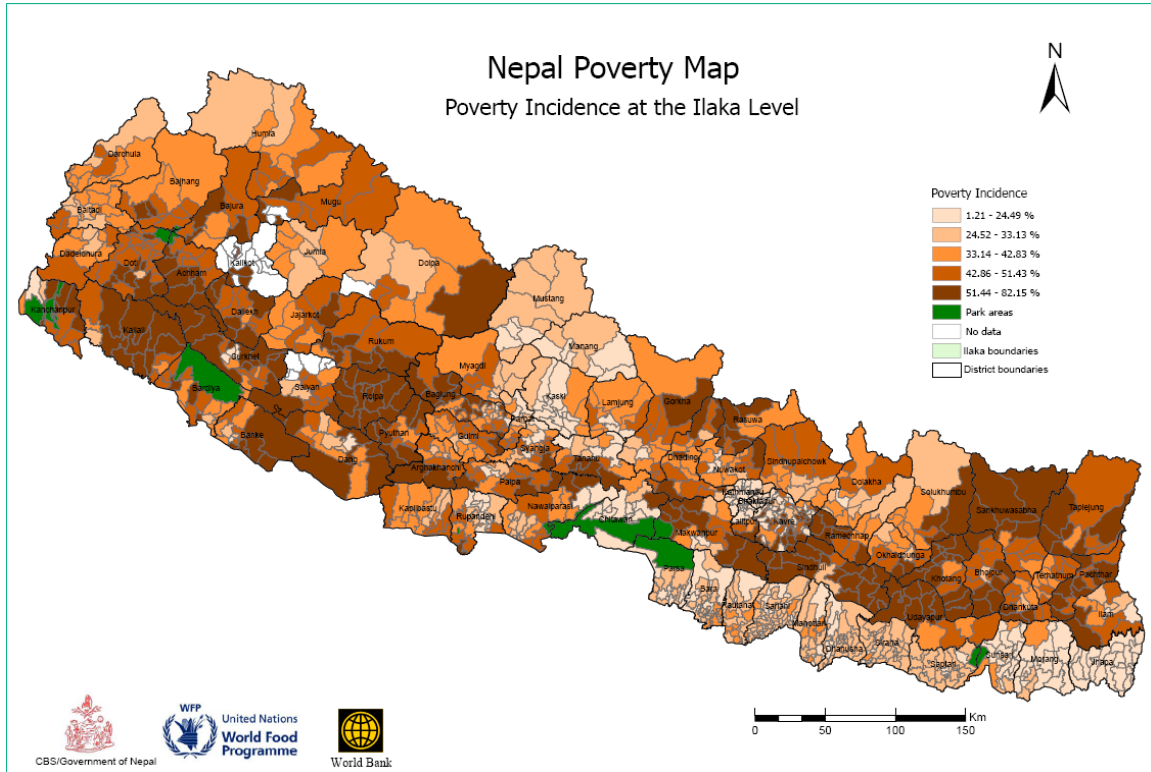 Nepal Poverty Map
Poverty Incidence at the Ilaka Level
N
Poverty Incidence
1.21 - 24.49 %
24.52 - 33.13 %
33.14 - 42.83 %
42.86 - 51.43 %
51.44 - 82.15 %
Park areas
No data
Ilaka boundaries
District boundaries
Humla
Darchula
Bajhang
Bajura
Mugu
Baitadi
Dadeldhura
Doti
Achham
Kalikot
Jumla
Dolpa
Mustang
Kanchanpur
Kailali
Dailekh
Jajarkot
Rukum
Manang
Surkhet
Salyan
Myagdi
Bardiya
Rolpa
Baglung
Kaski
Lamjung
Gorkha
Rasuwa
Banke
Dang
Pyuthan
Gulmi
Syangja
Tanahu
Dhading
Nuwakot
Sindhupalchowk
Dolakha
Solukhumbu
Sankhuwasabha
Taplejung
Arghakhanchi
Palpa
Kapilbastu
Rupandehi
Nawalparasi
Chitawan
Makwanpur
Kathmandu
Lalitpur
Kavre
Ramechhap
Okhaldhunga
Khotang
Bhojpur
Terhathum
Panchthar
Parsa
Bara
Rautahat
Sarlahi
Sindhuli
Mahottari
Dhanusha
Siraha
Udayapur
Dhankuta
Ilam
Saptari
Sunsari
Morang
Jhapa
CBS/Government of Nepal
WFP
United Nations
World Food
Programme
World Bank
0 50 100 150
Km